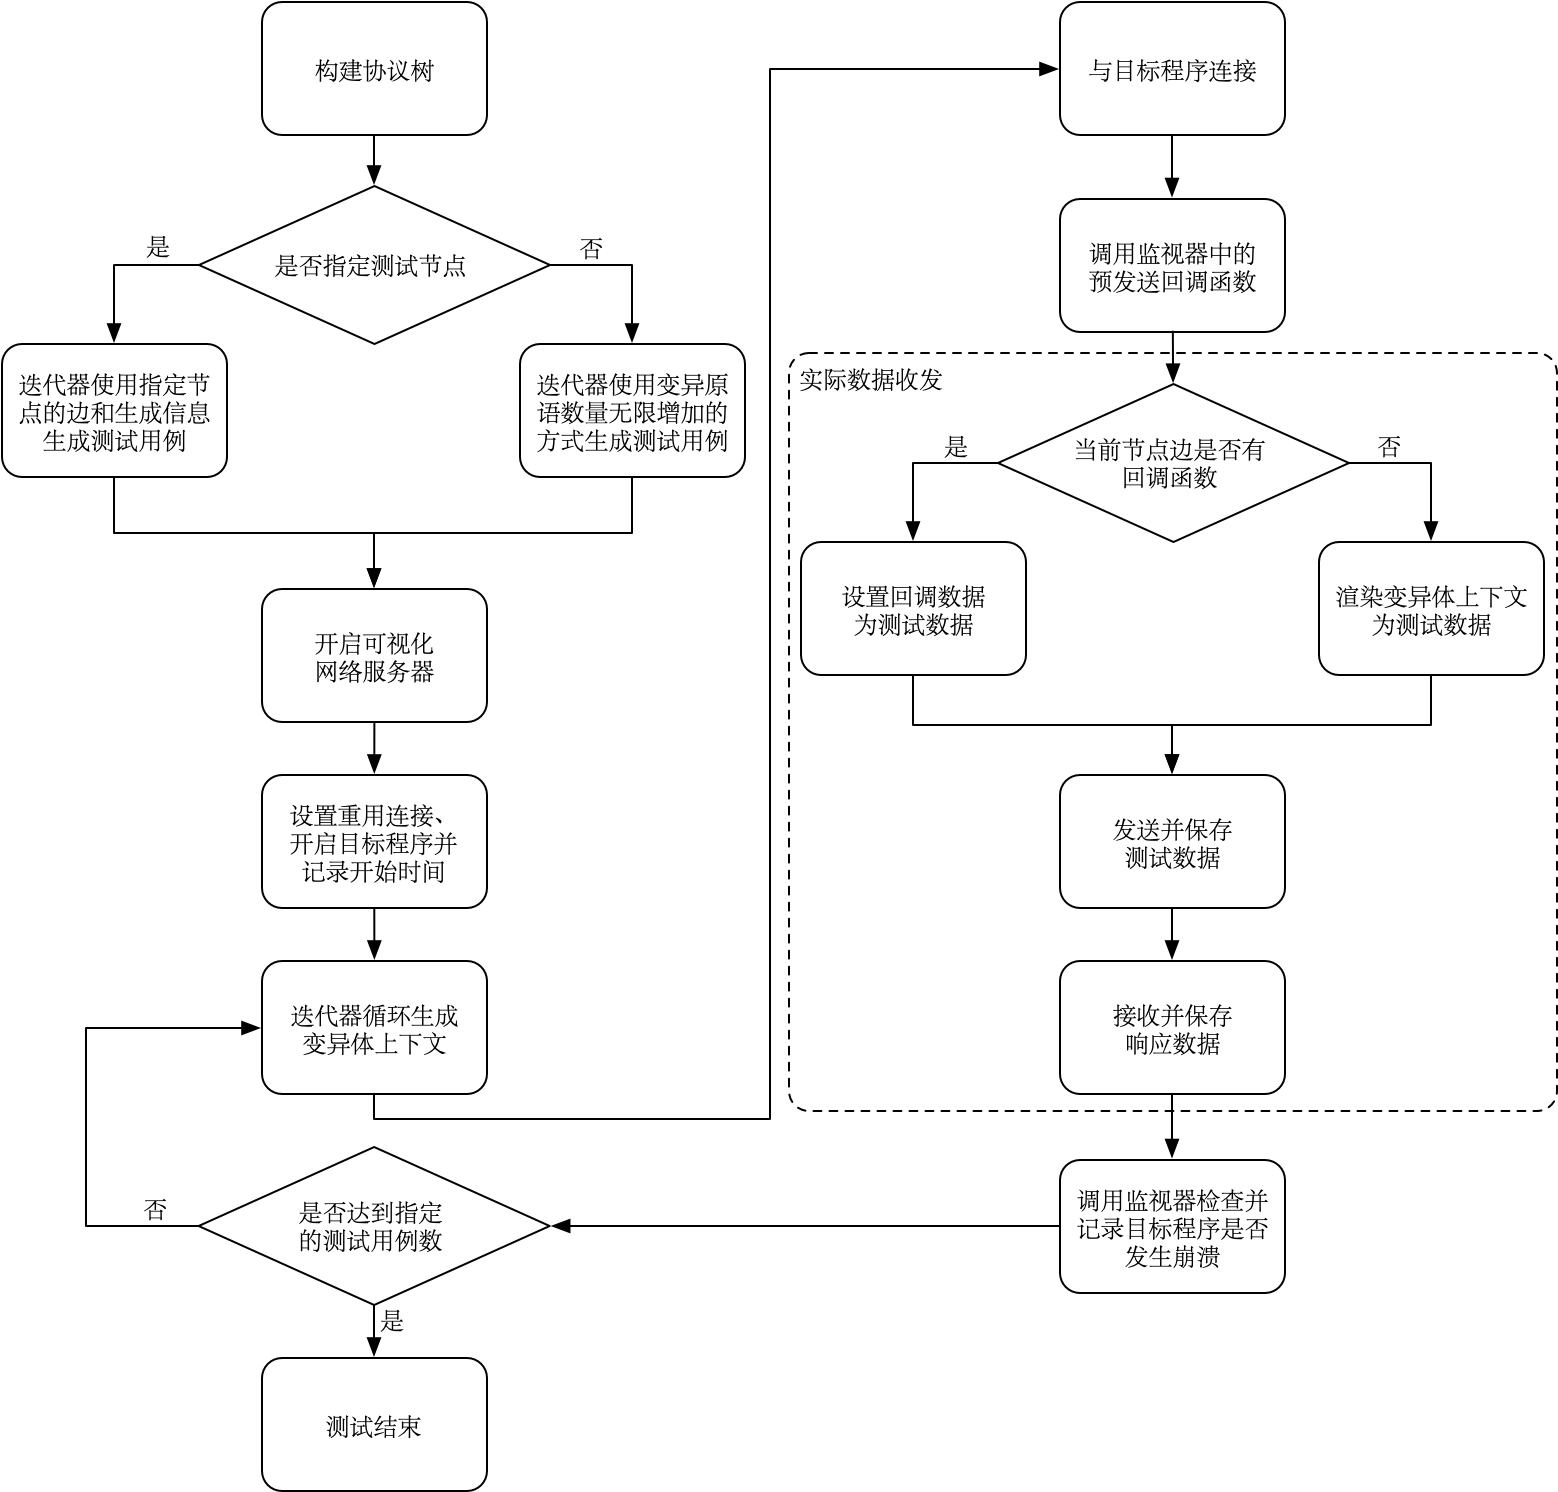 构建协议树
是否指定测试节点
是
否
迭代器使用指定节
点的边和生成信息
生成测试用例
迭代器使用变异原
语数量无限增加的
方式生成测试用例
开启可视化
网络服务器
设置重用连接、
开启目标程序并
记录开始时间
迭代器循环生成
变异体上下文
是否达到指定
的测试用例数
否
是
测试结束
与目标程序连接
调用监视器中的
预发送回调函数
实际数据收发
当前节点边是否有
回调函数
是
否
设置回调数据
为测试数据
渲染变异体上下文
为测试数据
发送并保存
测试数据
接收并保存
响应数据
调用监视器检查并
记录目标程序是否
发生崩溃